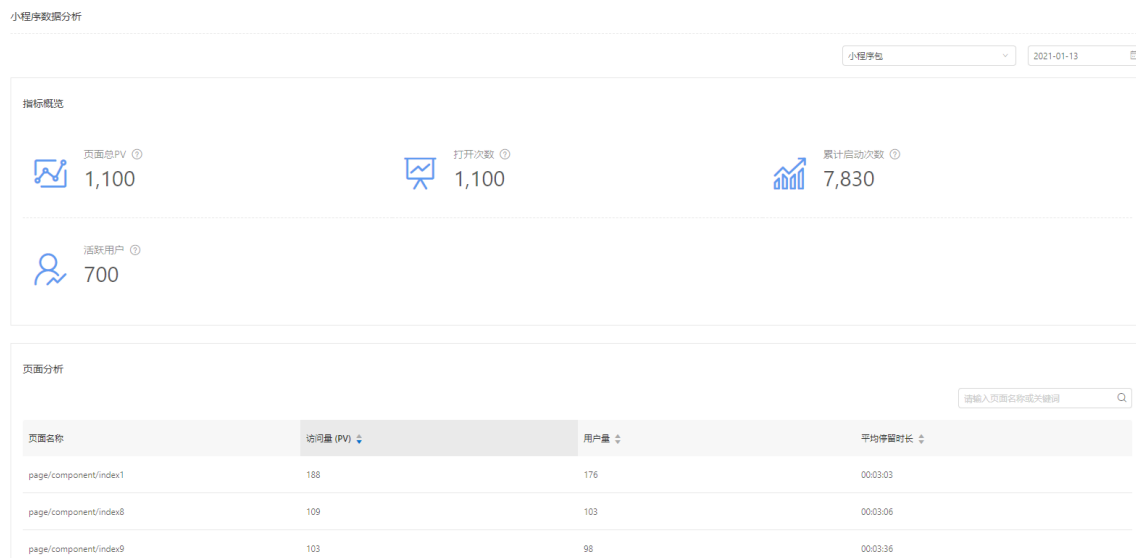 小程序数据分析
小程序包 2021-01-13
指标概览
页面总PV 打开次数 累计启动次数
1,100 1,100 7,830
活跃用户
700
页面分析
请输入页面名称或关键词
页面名称 访问量 (PV) 用户量 平均停留时长
page/component/index1 188 176 00:03:03
page/component/index8 109 103 00:03:06
page/component/index9 103 98 00:03:36